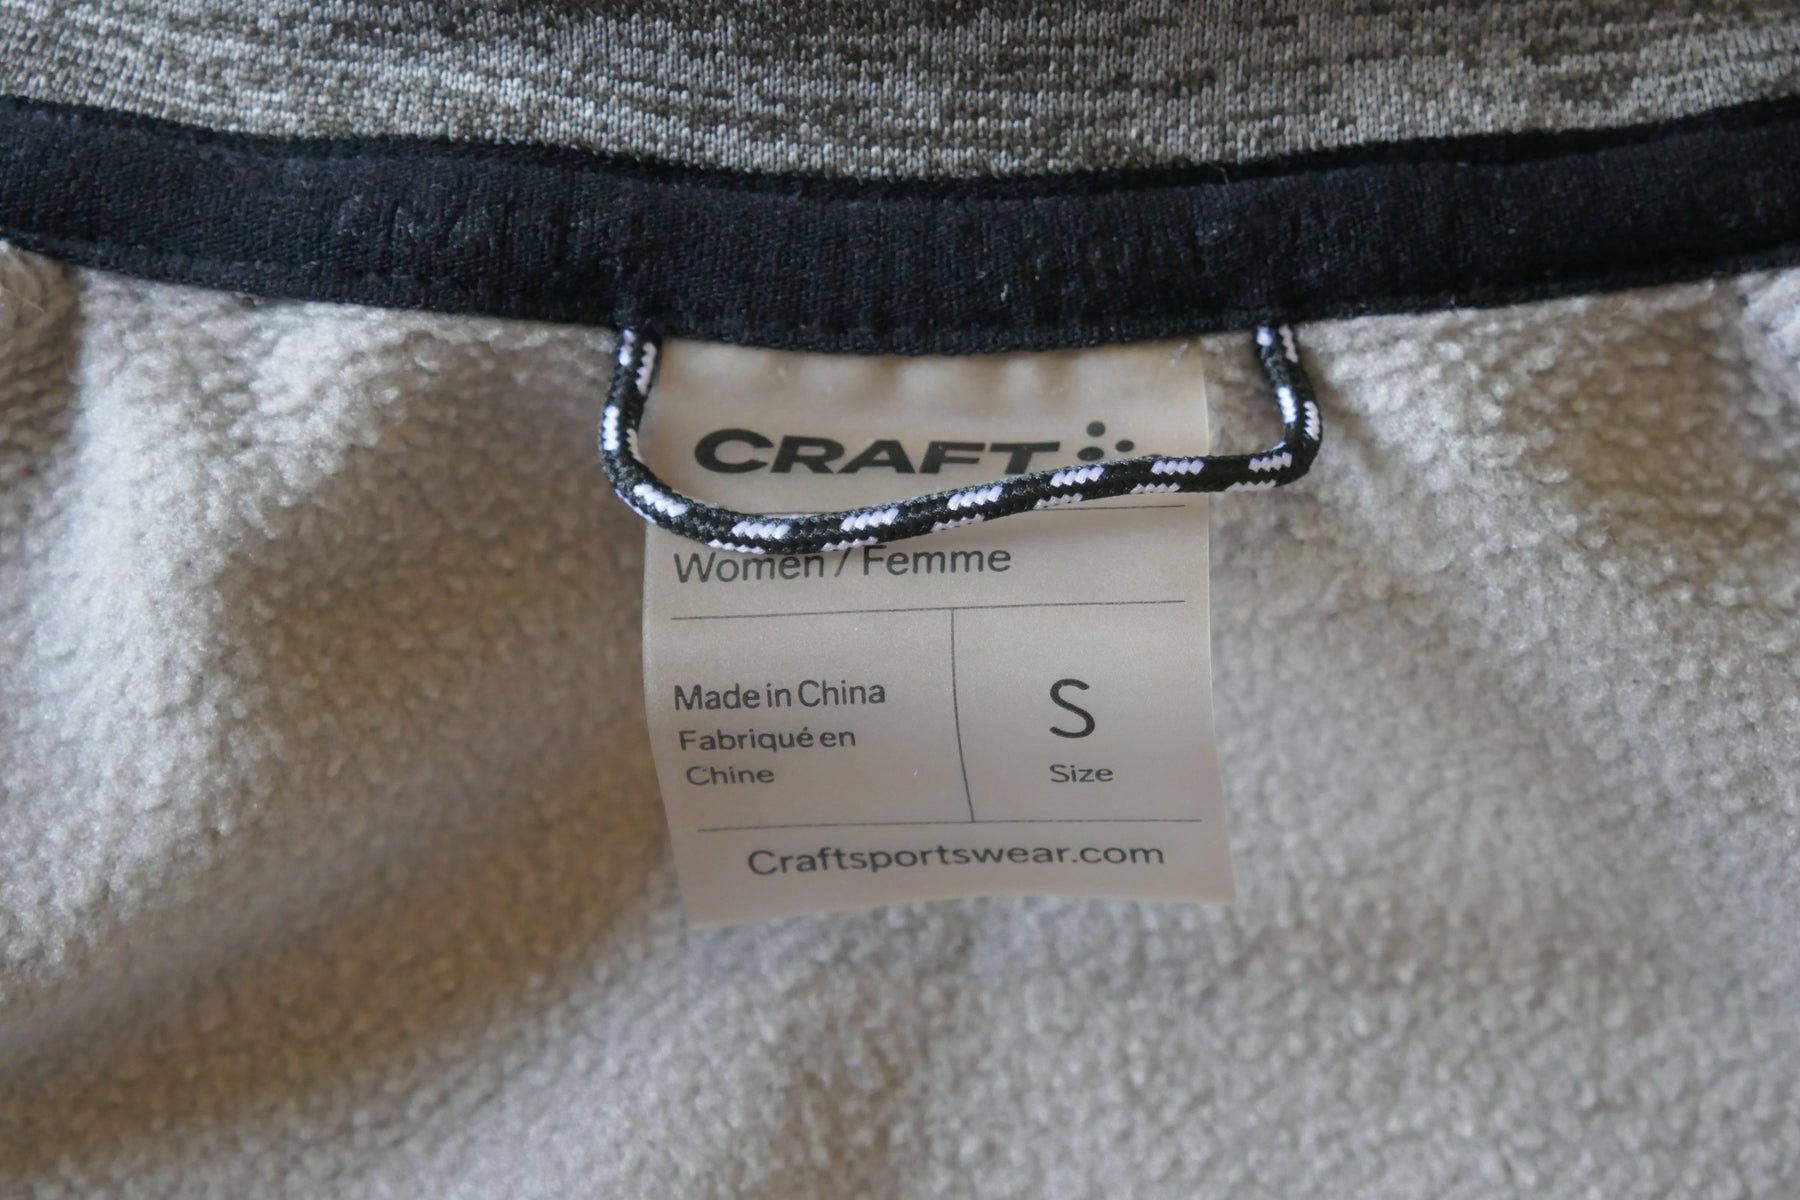 CRAFT
Women / Femme
Made in China
Fabriqué en
Chine
S
Size
Craftsportswear.com